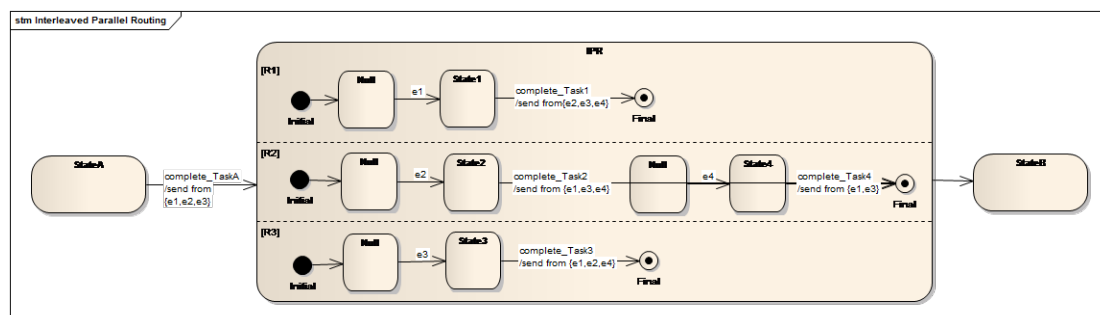 stm Interleaved Parallel Routing
IPR
[R1]
Null
State1
e1
complete_Task1
/send from{e2,e3,e4}
Initial
Final
StateA
complete_TaskA
/send from
{e1,e2,e3}
[R2]
Null
State2
Null
State4
e2
complete_Task2
/send from {e1,e3,e4}
e4
complete_Task4
/send from {e1,e3}
Initial
Final
StateB
[R3]
Null
State3
e3
complete_Task3
/send from {e1,e2,e4}
Initial
Final